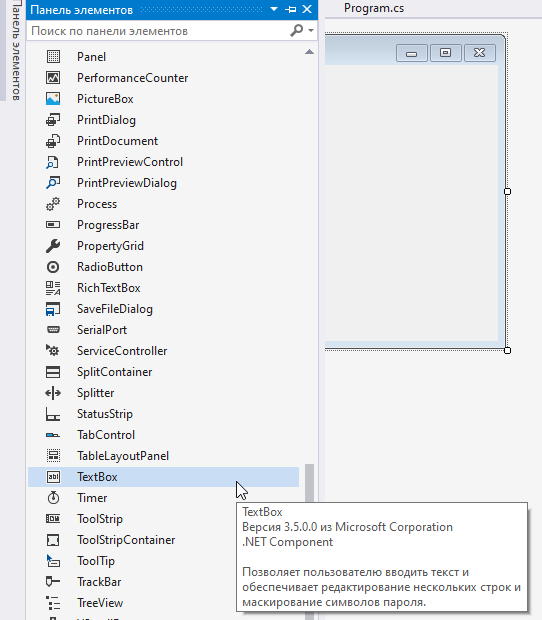 Панель элементов
Панель элементов
Program.cs
Поиск по панели элементов
Panel
PerformanceCounter
PictureBox
PrintDialog
PrintDocument
PrintPreviewControl
PrintPreviewDialog
Process
ProgressBar
PropertyGrid
RadioButton
RichTextBox
SaveFileDialog
SerialPort
ServiceController
SplitContainer
Splitter
StatusStrip
TabControl
TableLayoutPanel
TextBox
Timer
ToolStrip
ToolStripContainer
ToolTip
TrackBar
TreeView
TextBox
Версия 3.5.0.0 из Microsoft Corporation
.NET Component
Позволяет пользователю вводить текст и
обеспечивает редактирование нескольких строк и
маскирование символов пароля.